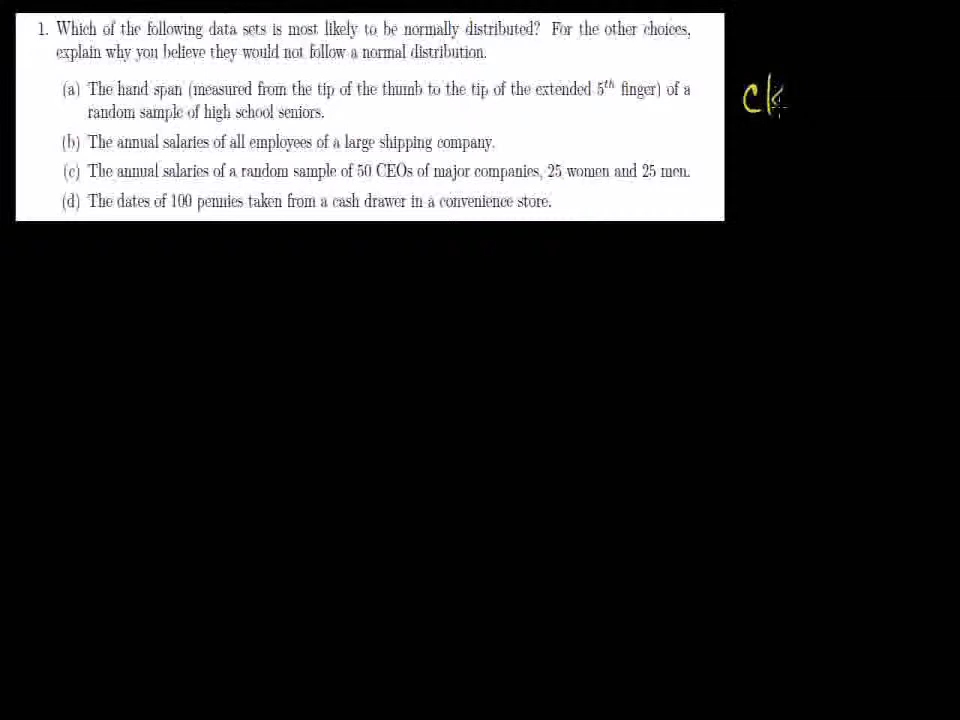 1. Which of the following data sets is most likely to be normally distributed? For the other choices,
explain why you believe they would not follow a normal distribution.
(a) The hand span (measured from the tip of the thumb to the tip of the extended 5th finger) of a
random sample of high school seniors.
(b) The annual salaries of all employees of a large shipping company.
(c) The annual salaries of a random sample of 50 CEOs of major companies, 25 women and 25 men.
(d) The dates of 100 pennies taken from a cash drawer in a convenience store.